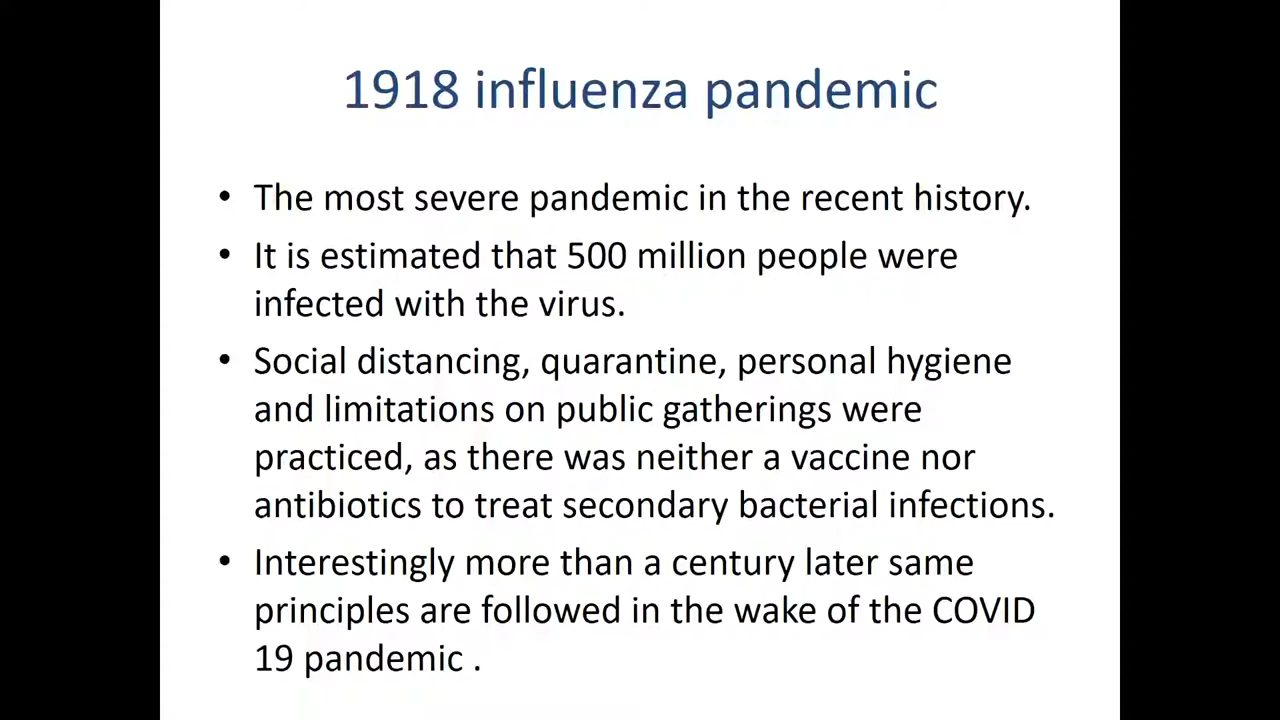 1918 influenza pandemic
• The most severe pandemic in the recent history.
• It is estimated that 500 million people were
infected with the virus.
• Social distancing, quarantine, personal hygiene
and limitations on public gatherings were
practiced, as there was neither a vaccine nor
antibiotics to treat secondary bacterial infections.
• Interestingly more than a century later same
principles are followed in the wake of the COVID
19 pandemic .